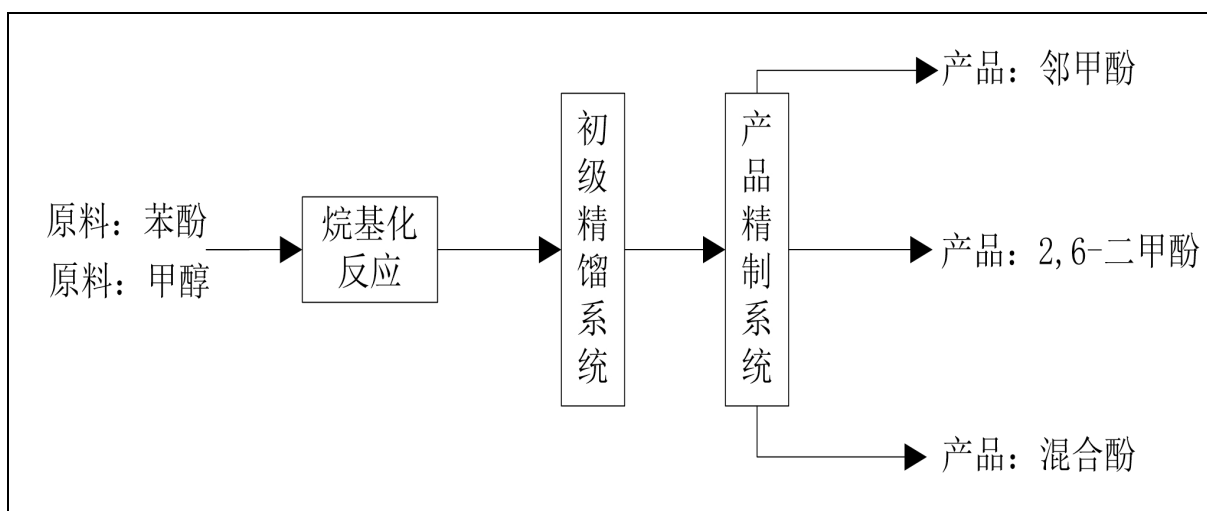 原料：苯酚
原料：甲醇
烷基化
反应
初级精馏系统
产品精制系统
产品：邻甲酚
产品：2,6-二甲酚
产品：混合酚